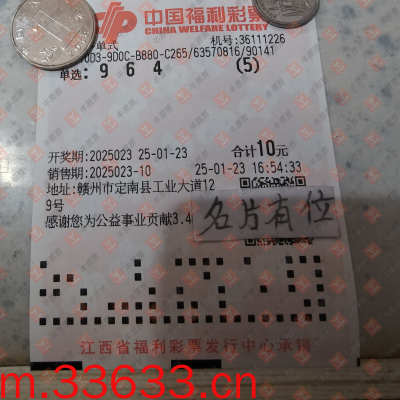 中国福利彩票
CHINA WELFARE LOTTERY
单式 机号:36111226
0D3-9D0C-B880-C265/63570816/90141
单选: 9 6 4 (5)
开奖期:2025023 25-01-23 合计10元
销售期:2025023-10 25-01-23 16:54:33
地址:赣州市定南县工业大道12
9号
感谢您为公益事业贡献3.4
名片有位
江西省福利彩票发行中心承销
m.33633.cn